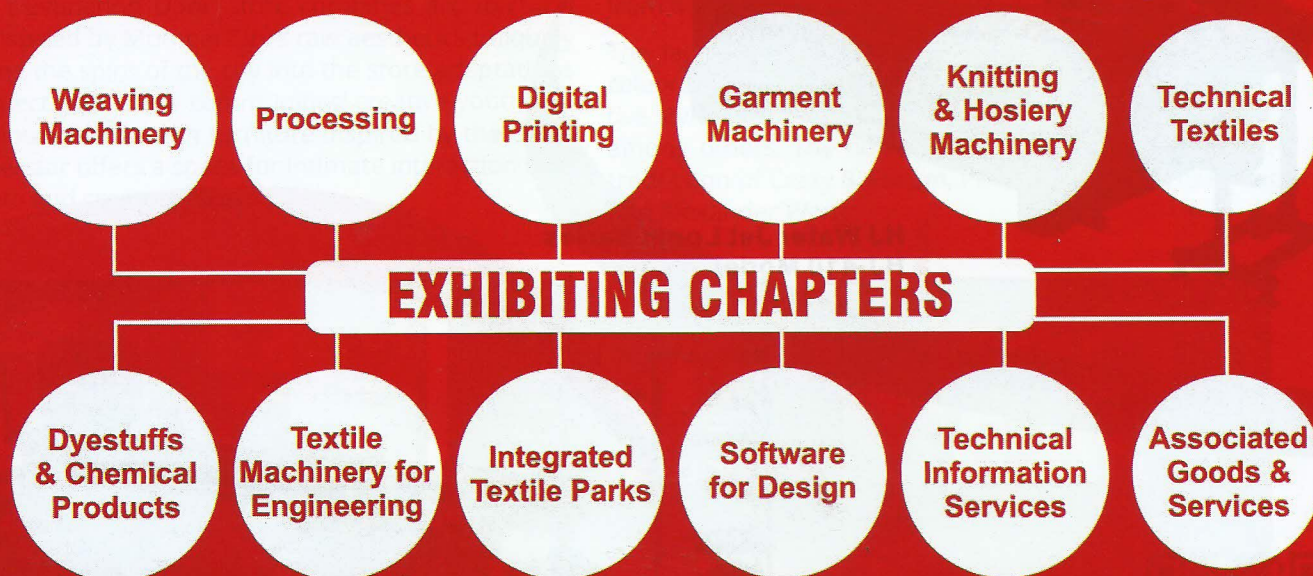 Weaving
Machinery
Processing
Digital
Printing
Garment
Machinery
Knitting
& Hosiery
Machinery
Technical
Textiles
EXHIBITING CHAPTERS
Dyestuffs
& Chemical
Products
Textile
Machinery for
Engineering
Integrated
Textile Parks
Software
for Design
Technical
Information
Services
Associated
Goods &
Services